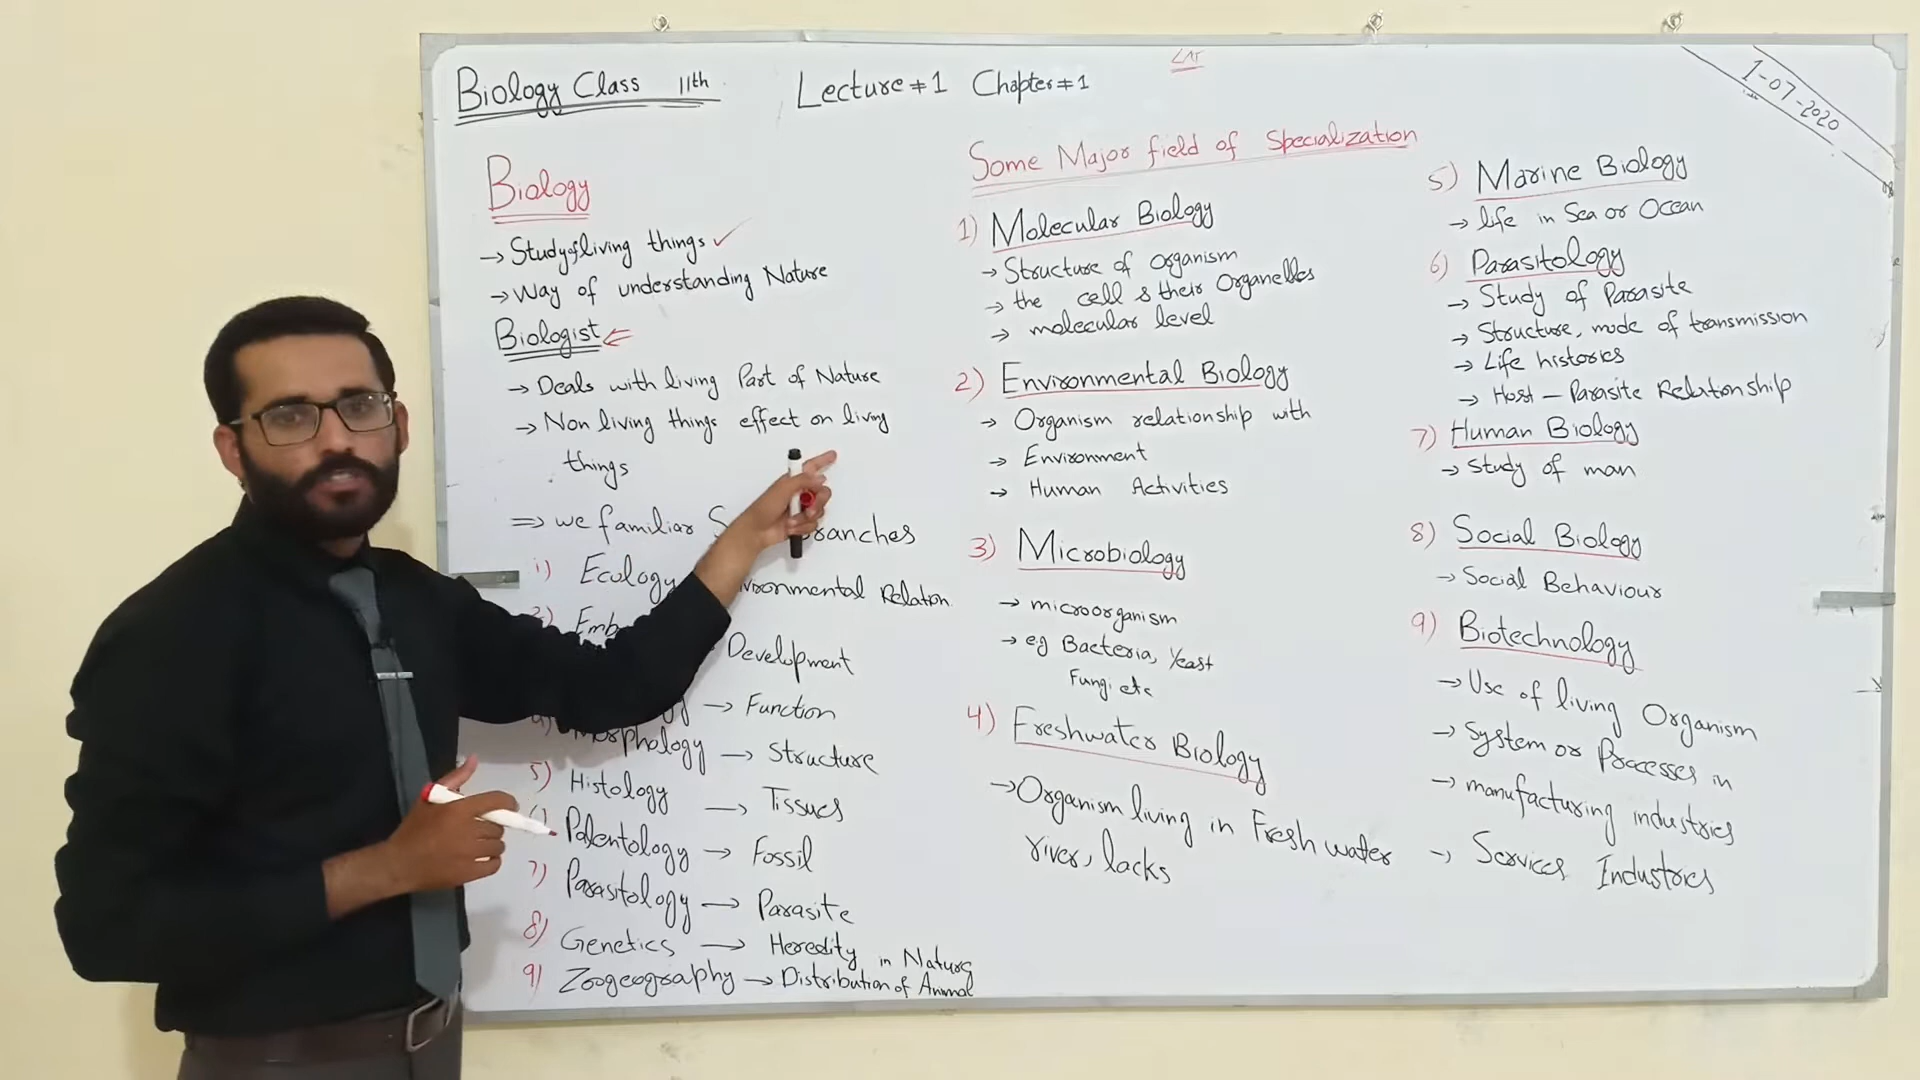 Biology Class 11th Lecture #1 Chapter #1
1-07-2020
Biology
→ Study of living things ✓
→ Way of understanding Nature
Biologist
→ Deals with living Part of Nature
→ Non living things effect on living
things
⇒ we familiar branches
1) Ecology vironmental Relation
2) Emb Development
→ Function
4) Morphology → Structure
5) Histology → Tissues
6) Palentology → Fossil
7) Parasitology → Parasite
8) Genetics → Heredity in Nature
9) Zoogeography → Distribution of Animal
Some Major field of Specialization
1) Molecular Biology
→ Structure of organism
→ the cell & their Organelles
→ molecular level
2) Environmental Biology
→ Organism relationship with
→ Environment
→ Human Activities
3) Microbiology
→ microorganism
→ e.g Bacteria, Yeast
Fungi etc
4) Freshwater Biology
→ Organism living in Fresh water
river, lacks
5) Marine Biology
→ life in Sea or Ocean
6) Parasitology
→ Study of Parasite
→ Structure, mode of transmission
→ Life histories
→ Host - Parasite Relationship
7) Human Biology
→ Study of man
8) Social Biology
→ Social Behaviour
9) Biotechnology
→ Use of living Organism
→ System or Processes in
→ manufacturing industries
→ Services Industries